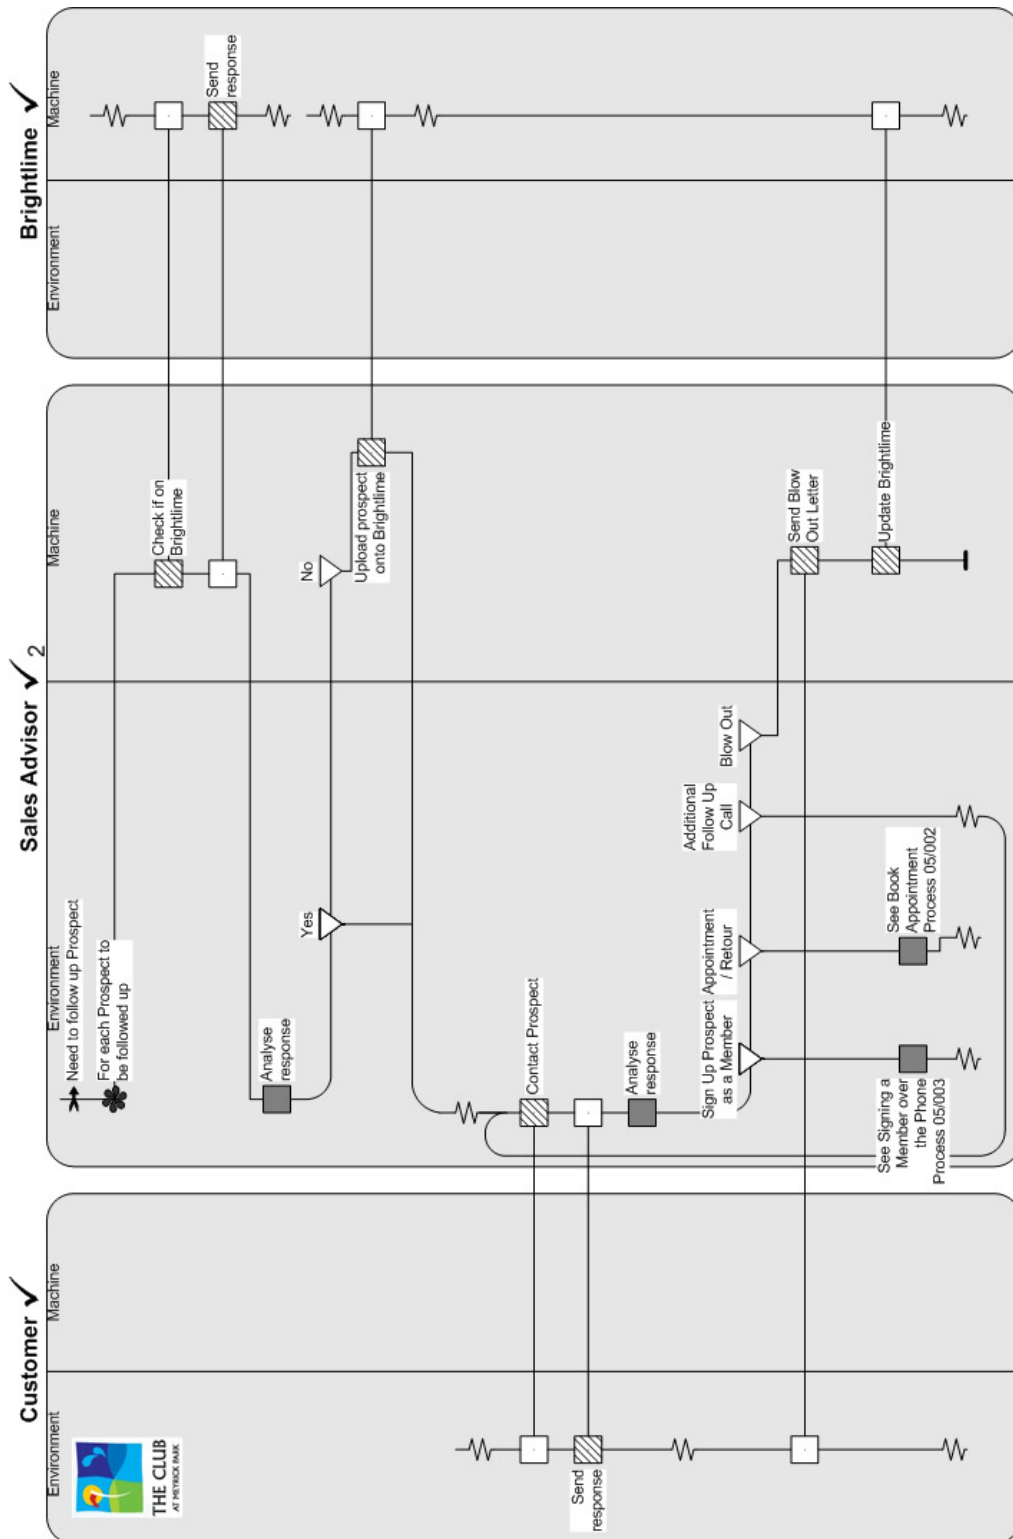 Customer
Environment
Machine
THE CLUB
AT MEYRICK PARK
Send
response
Sales Advisor 2
Environment
Machine
Need to follow up Prospect
For each Prospect to
be followed up
Check if on
Brightlime
Analyse
response
Yes
No
Upload prospect
onto Brightlime
Contact Prospect
Analyse
response
Sign Up Prospect
as a Member
Appointment
/ Retour
Additional
Follow Up
Call
Blow Out
Send Blow
Out Letter
See Signing a
Member over
the Phone
Process 05/003
See Book
Appointment
Process 05/002
Update Brightlime
Brightlime
Environment
Machine
Send
response